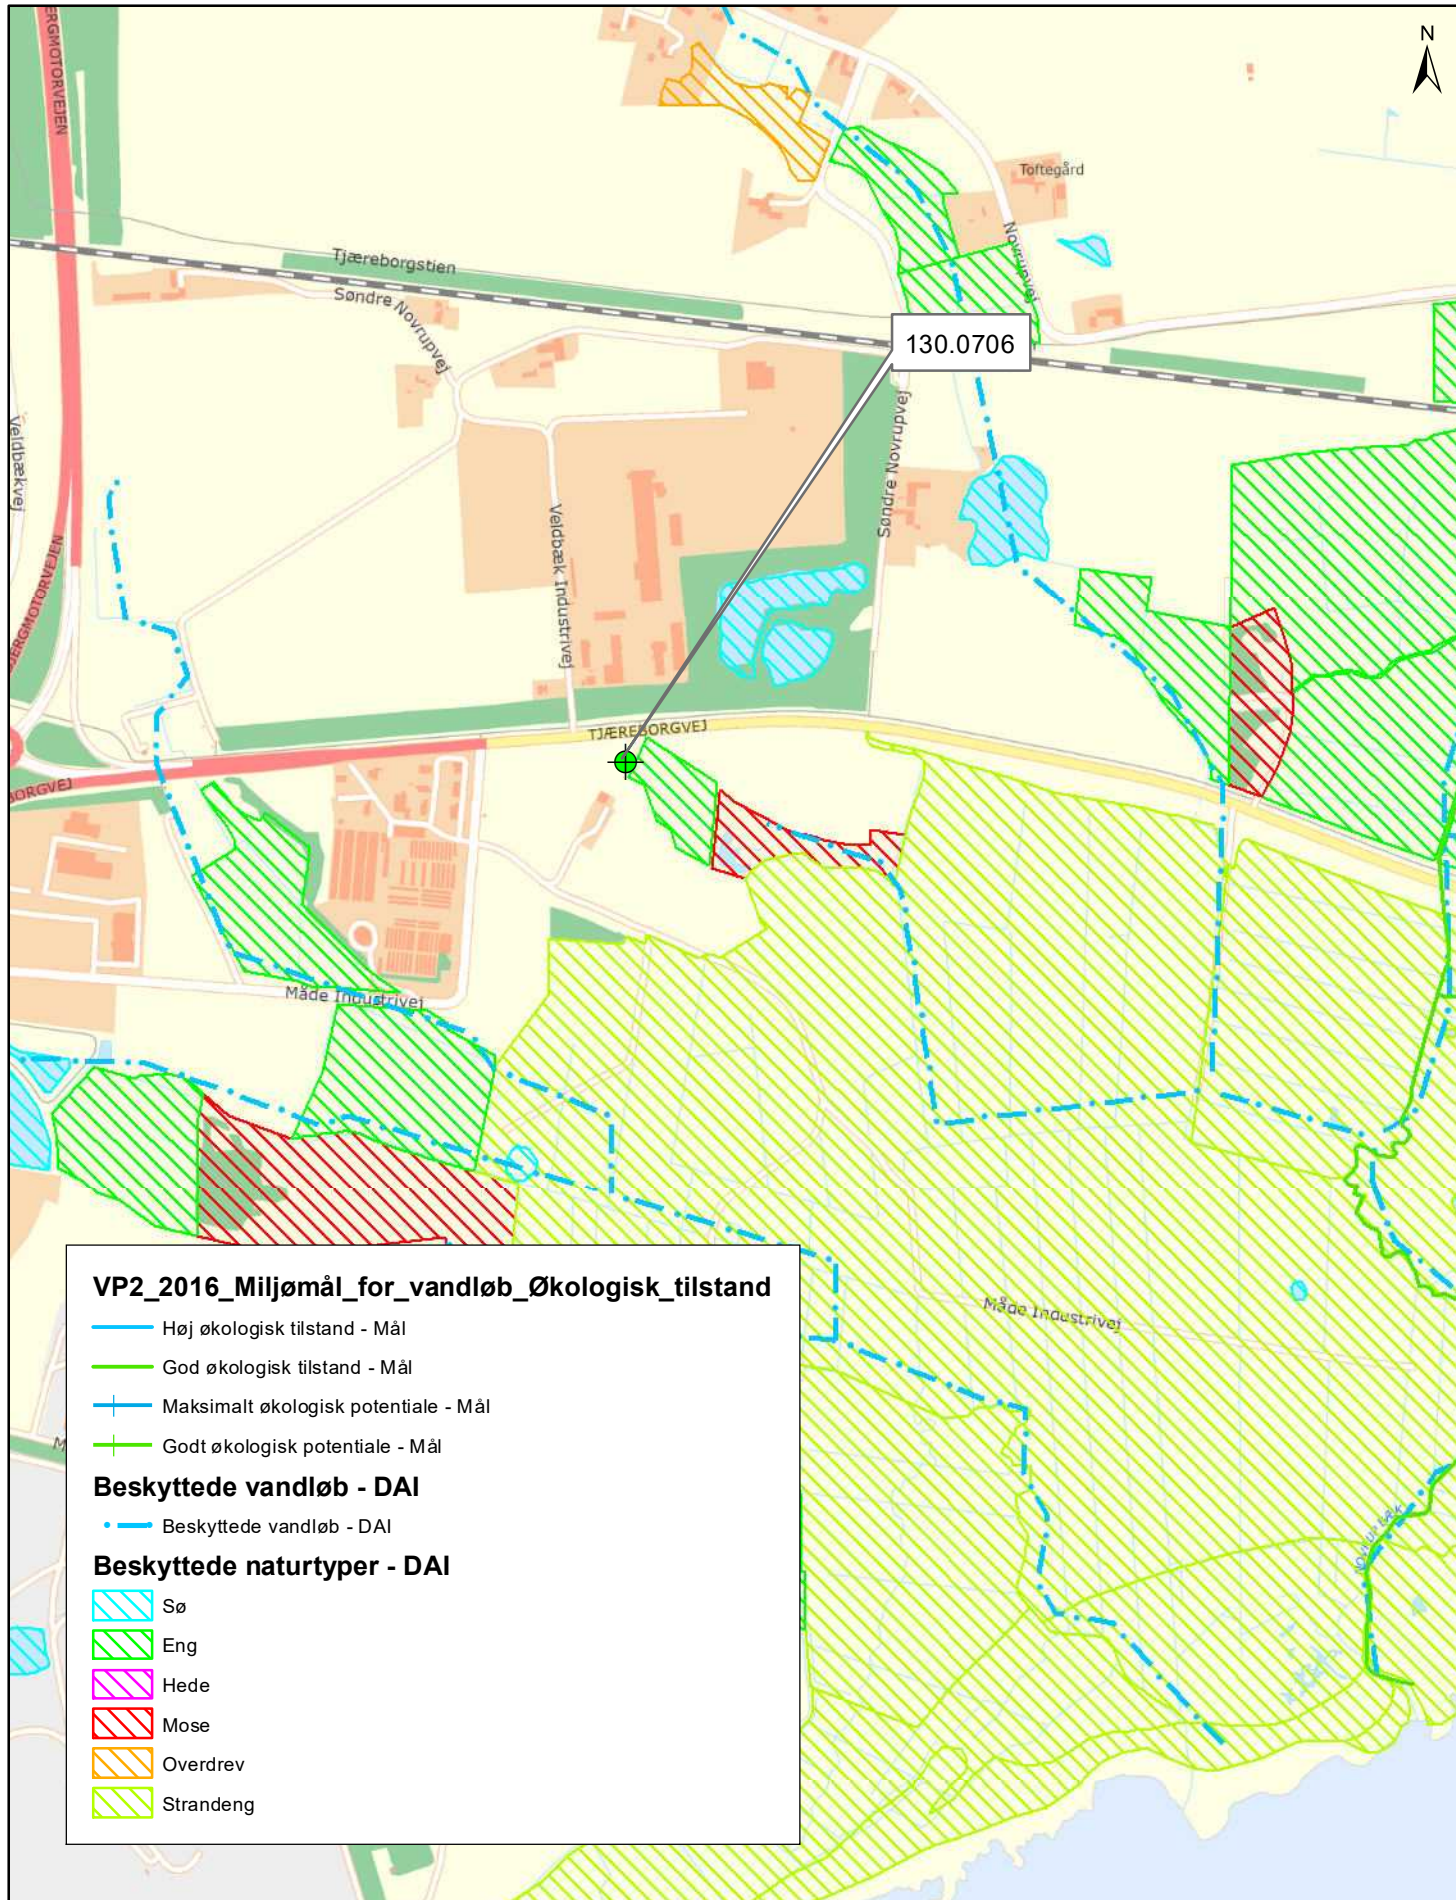 N
ERGMOTORVEJEN
Toftegård
Novrupvej
Tjæreborgstien
Søndre Novrupvej
130.0706
Veldbækvej
Søndre Novrupvej
Veldbæk Industrivej
JERGMOTORVEJEN
TJÆREBORGVEJ
BORGVEJ
Måde Industrivej
Måde Industrivej
M
VP2_2016_Miljømål_for_vandløb_Økologisk_tilstand
Høj økologisk tilstand - Mål
God økologisk tilstand - Mål
Maksimalt økologisk potentiale - Mål
Godt økologisk potentiale - Mål
Beskyttede vandløb - DAI
Beskyttede vandløb - DAI
Beskyttede naturtyper - DAI
Sø
Eng
Hede
Mose
Overdrev
Strandeng